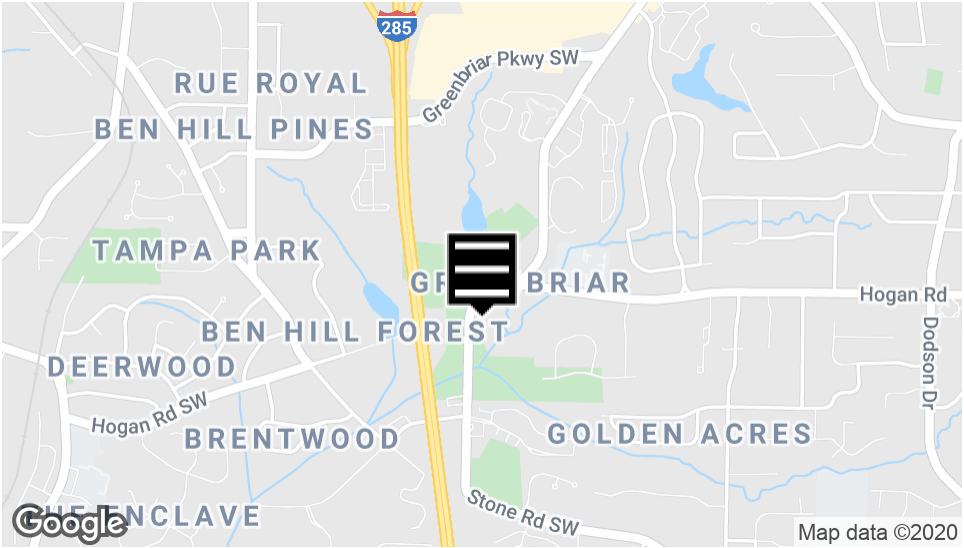 285
Greenbriar Pkwy SW
RUE ROYAL
BEN HILL PINES
TAMPA PARK
BRIAR
Hogan Rd
BEN HILL FOREST
DEERWOOD
Dodson Dr
Hogan Rd SW
BRENTWOOD
GOLDEN ACRES
Stone Rd SW
ENCLAVE
Google
Map data ©2020